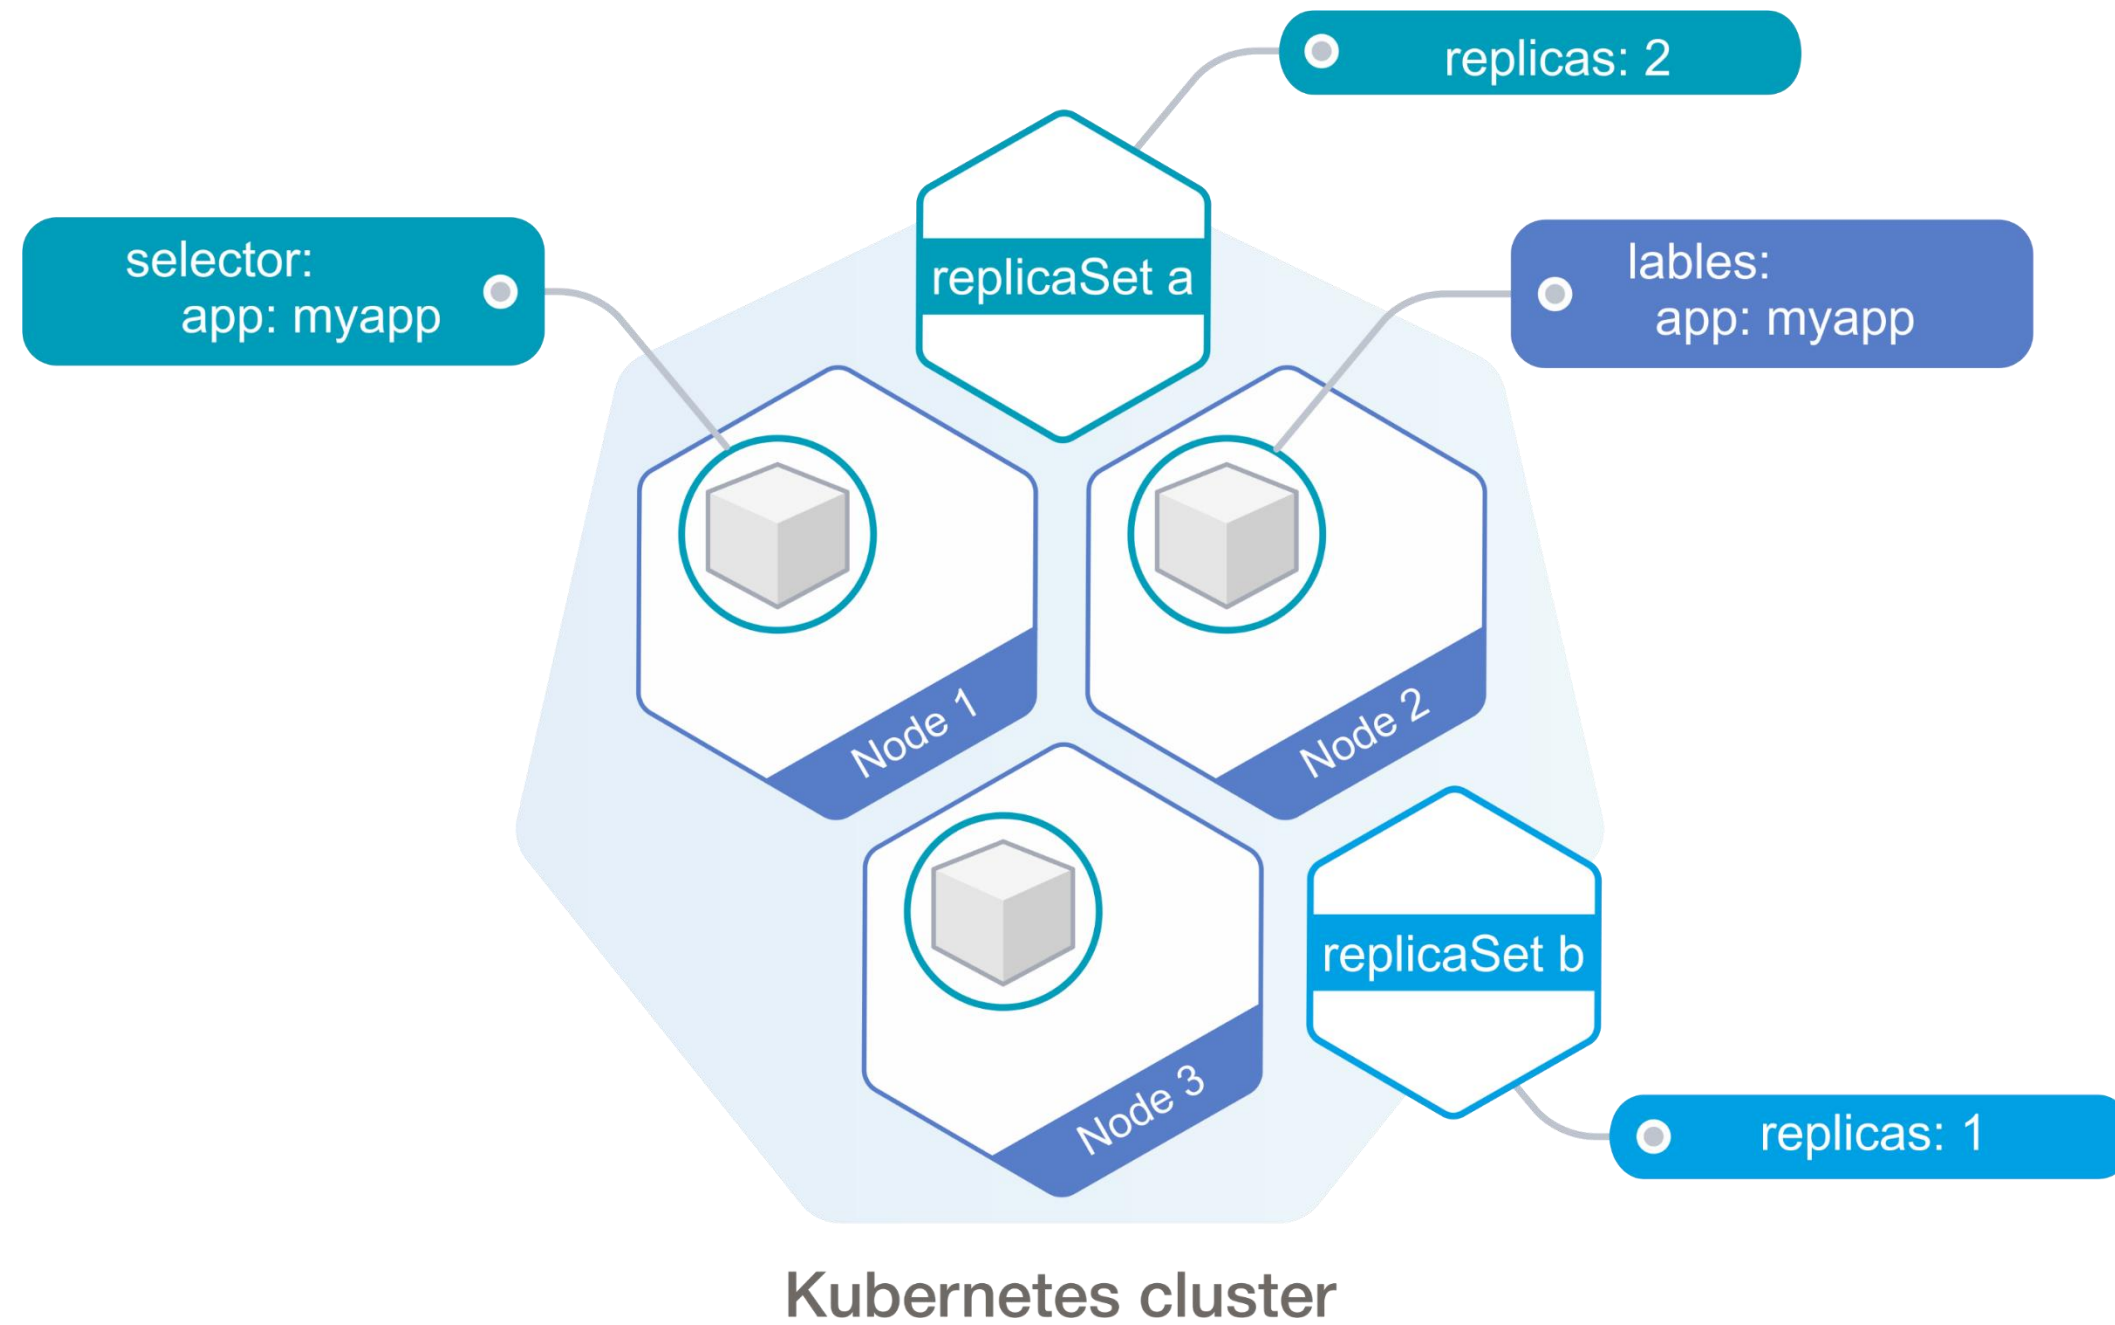 replicas: 2
replicaSet a
selector:
app: myapp
lables:
app: myapp
Node 1
Node 2
replicaSet b
Node 3
replicas: 1
Kubernetes cluster